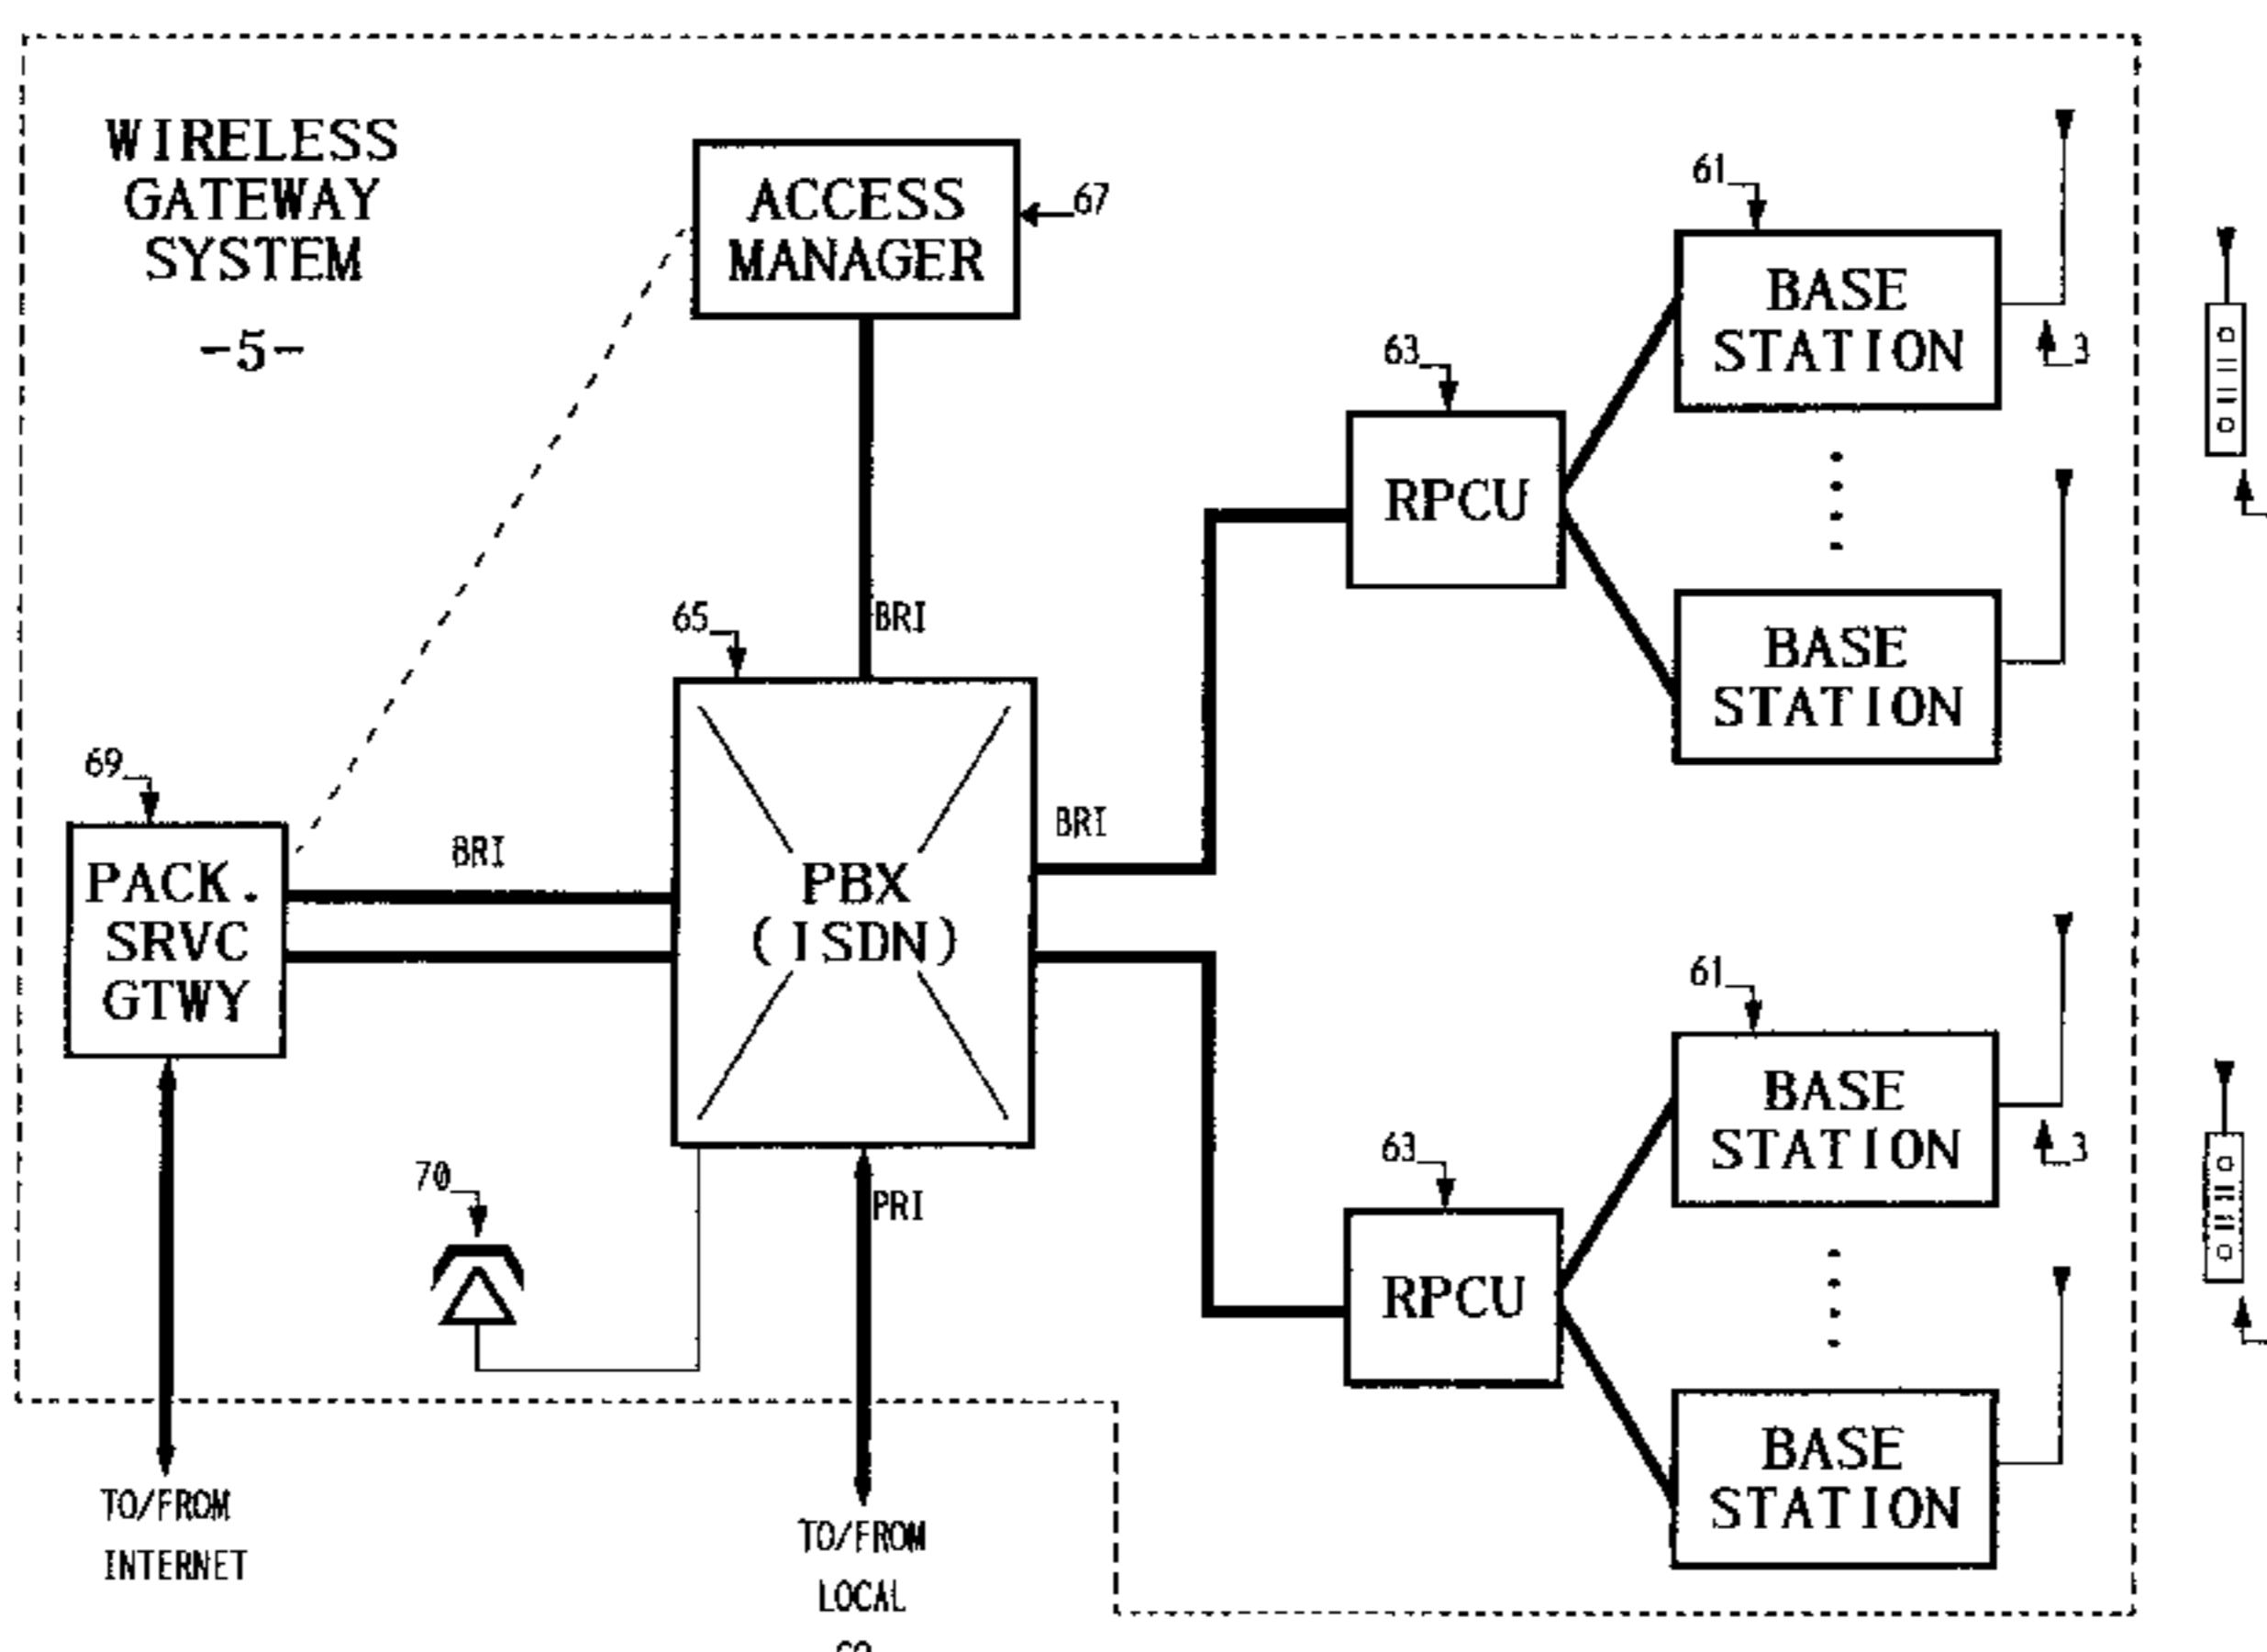 WIRELESS
GATEWAY
SYSTEM
-5-
ACCESS
MANAGER
67
61
BASE
STATION
3
63
RPCU
BASE
STATION
65
BRI
69
PACK.
SRVC
GTWY
BRI
PBX
(ISDN)
BRI
61
BASE
STATION
3
63
RPCU
70
PRI
BASE
STATION
TO/FROM
INTERNET
TO/FROM
LOCAL